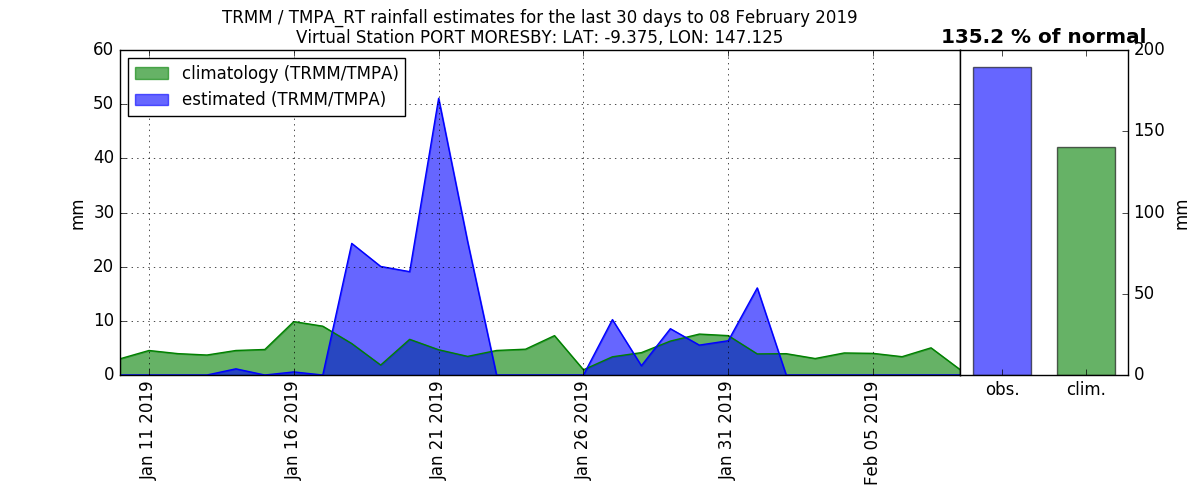 TRMM / TMPA_RT rainfall estimates for the last 30 days to 08 February 2019
Virtual Station PORT MORESBY: LAT: -9.375, LON: 147.125
135.2 % of normal
climatology (TRMM/TMPA)
estimated (TRMM/TMPA)
60
50
40
30
20
10
0
mm
Jan 11 2019
Jan 16 2019
Jan 21 2019
Jan 26 2019
Jan 31 2019
Feb 05 2019
obs.
clim.
200
150
100
50
0
mm